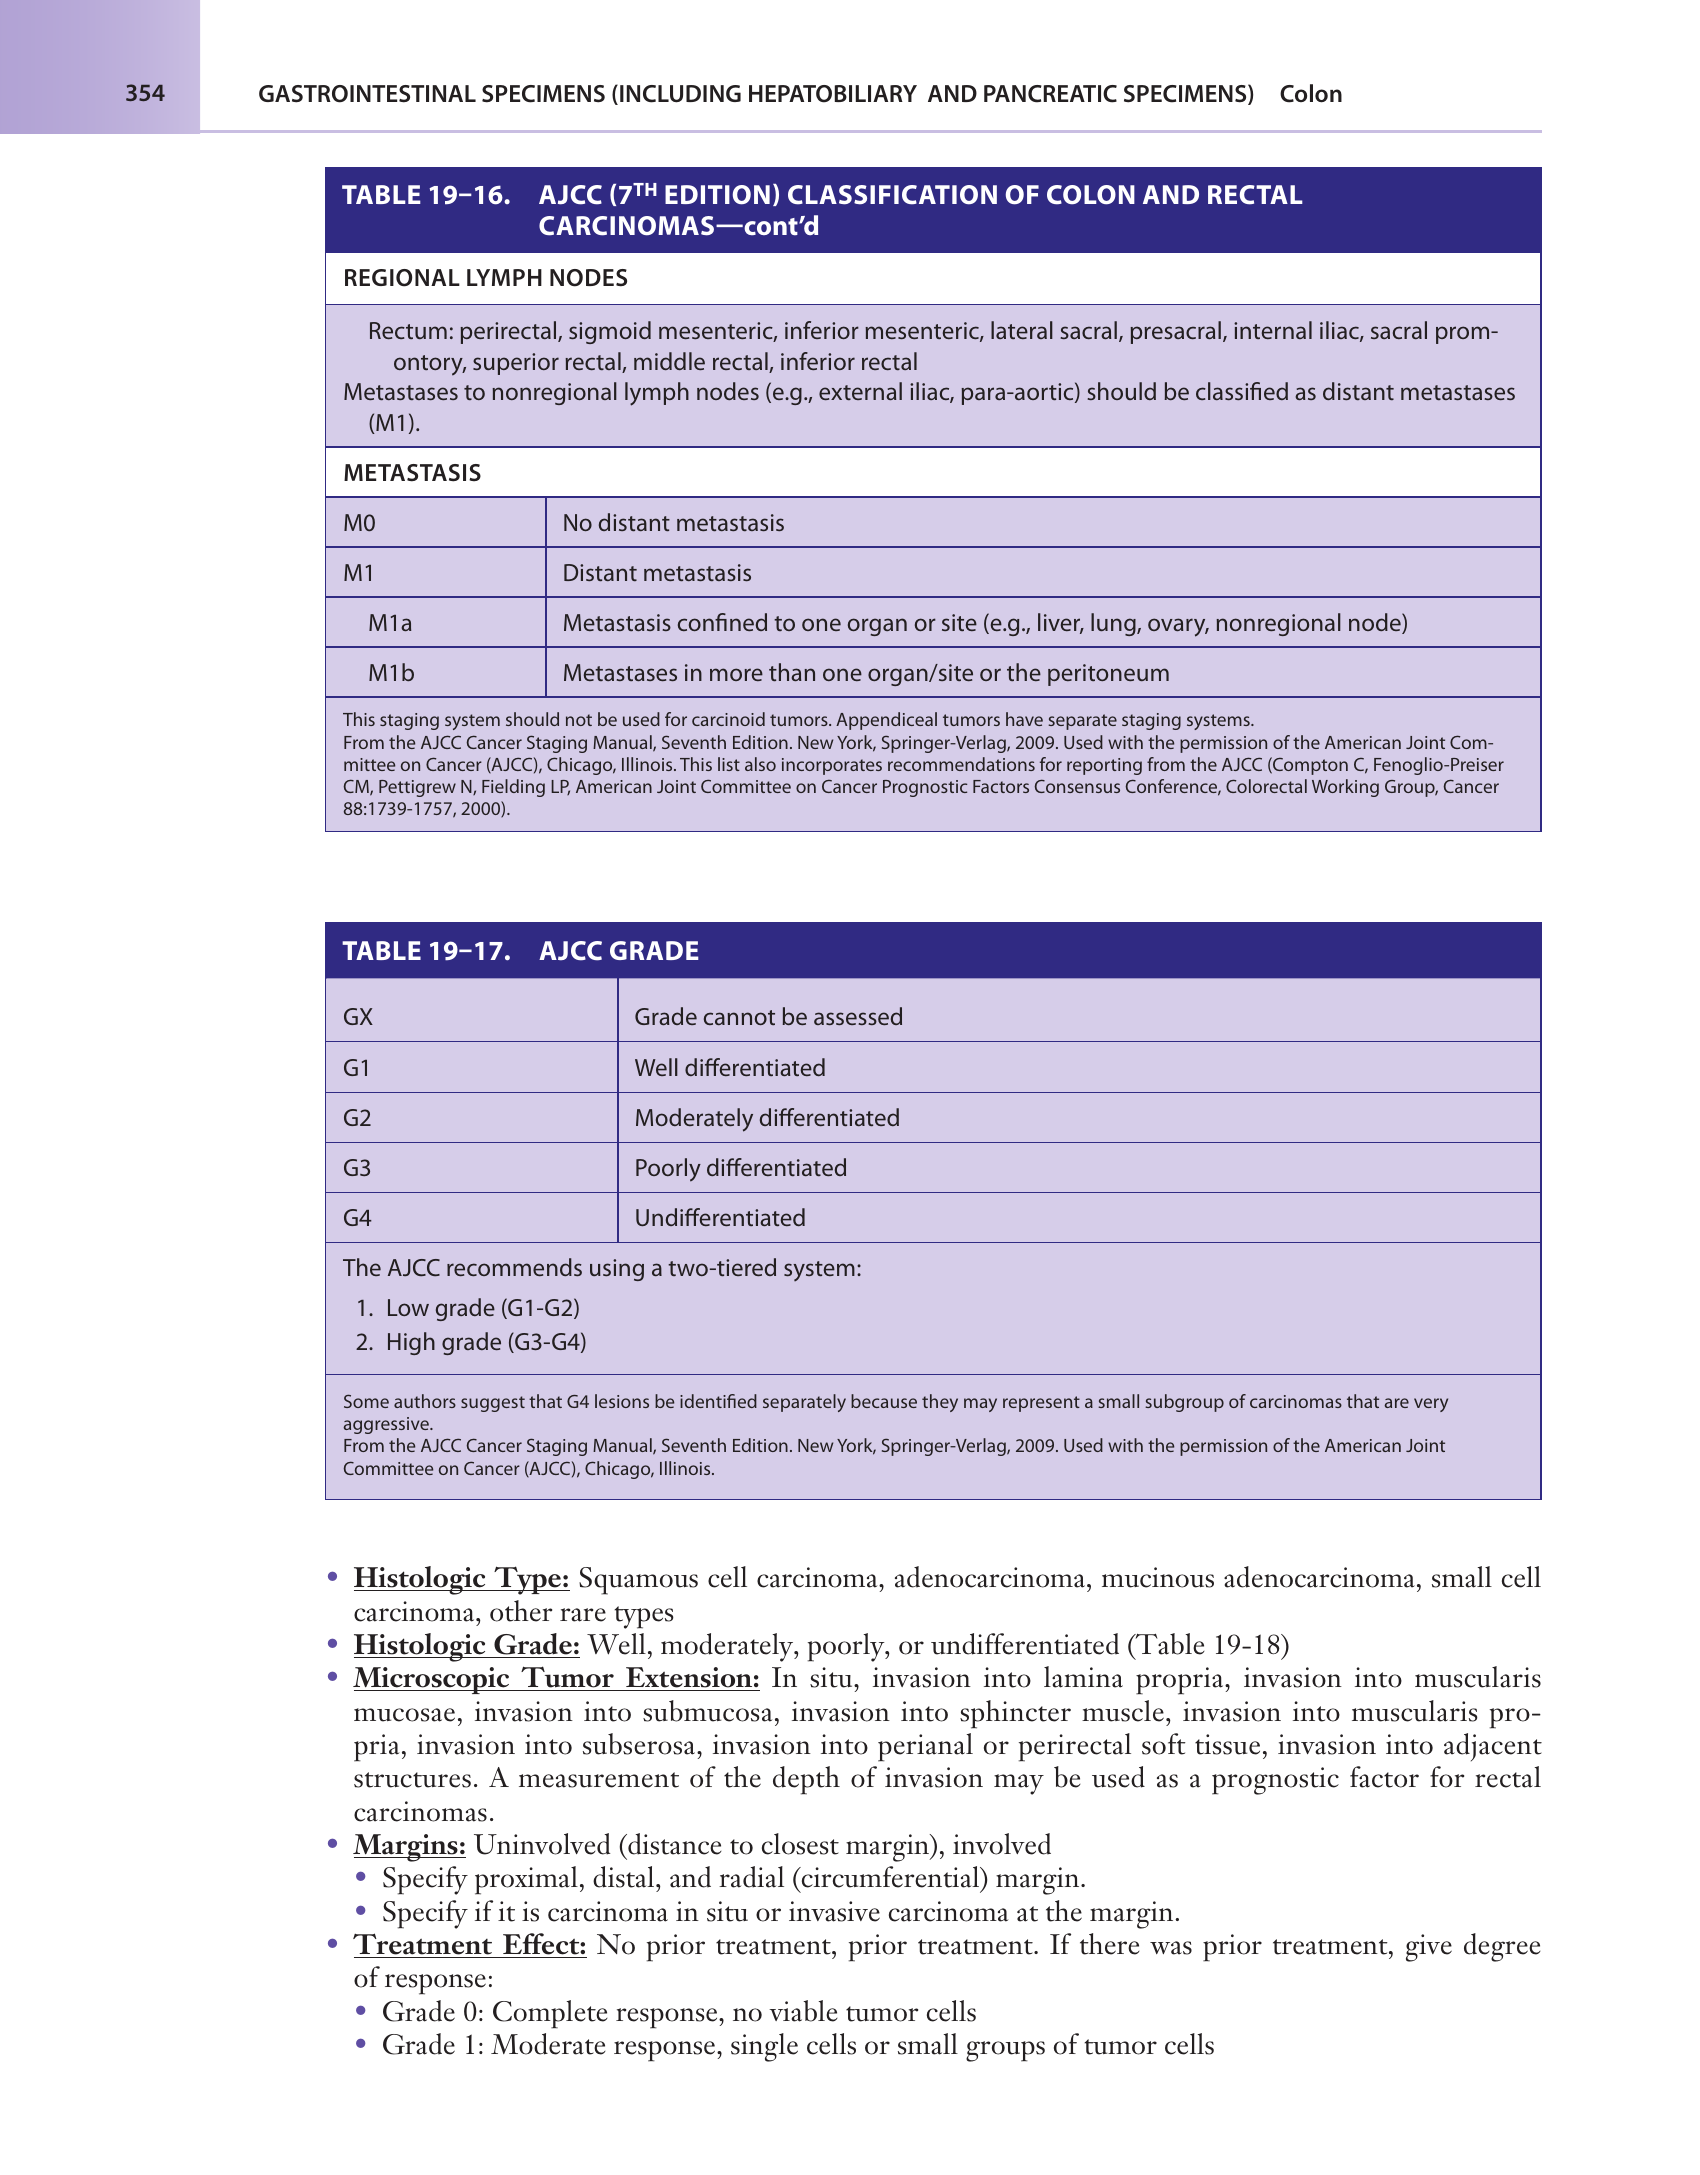 354 GASTROINTESTINAL SPECIMENS (INCLUDING HEPATOBILIARY AND PANCREATIC SPECIMENS) Colon
TABLE 19–16. AJCC (7TH EDITION) CLASSIFICATION OF COLON AND RECTAL
CARCINOMAS—cont’d
REGIONAL LYMPH NODES
Rectum: perirectal, sigmoid mesenteric, inferior mesenteric, lateral sacral, presacral, internal iliac, sacral prom-
ontory, superior rectal, middle rectal, inferior rectal
Metastases to nonregional lymph nodes (e.g., external iliac, para-aortic) should be classified as distant metastases
(M1).
METASTASIS
M0 No distant metastasis
M1 Distant metastasis
M1a Metastasis confined to one organ or site (e.g., liver, lung, ovary, nonregional node)
M1b Metastases in more than one organ/site or the peritoneum
This staging system should not be used for carcinoid tumors. Appendiceal tumors have separate staging systems.
From the AJCC Cancer Staging Manual, Seventh Edition. New York, Springer-Verlag, 2009. Used with the permission of the American Joint Com-
mittee on Cancer (AJCC), Chicago, Illinois. This list also incorporates recommendations for reporting from the AJCC (Compton C, Fenoglio-Preiser
CM, Pettigrew N, Fielding LP, American Joint Committee on Cancer Prognostic Factors Consensus Conference, Colorectal Working Group, Cancer
88:1739-1757, 2000).
TABLE 19–17. AJCC GRADE
GX Grade cannot be assessed
G1 Well differentiated
G2 Moderately differentiated
G3 Poorly differentiated
G4 Undifferentiated
The AJCC recommends using a two-tiered system:
1. Low grade (G1-G2)
2. High grade (G3-G4)
Some authors suggest that G4 lesions be identified separately because they may represent a small subgroup of carcinomas that are very
aggressive.
From the AJCC Cancer Staging Manual, Seventh Edition. New York, Springer-Verlag, 2009. Used with the permission of the American Joint
Committee on Cancer (AJCC), Chicago, Illinois.
• Histologic Type: Squamous cell carcinoma, adenocarcinoma, mucinous adenocarcinoma, small cell
carcinoma, other rare types
• Histologic Grade: Well, moderately, poorly, or undifferentiated (Table 19-18)
• Microscopic Tumor Extension: In situ, invasion into lamina propria, invasion into muscularis
mucosae, invasion into submucosa, invasion into sphincter muscle, invasion into muscularis pro-
pria, invasion into subserosa, invasion into perianal or perirectal soft tissue, invasion into adjacent
structures. A measurement of the depth of invasion may be used as a prognostic factor for rectal
carcinomas.
• Margins: Uninvolved (distance to closest margin), involved
• Specify proximal, distal, and radial (circumferential) margin.
• Specify if it is carcinoma in situ or invasive carcinoma at the margin.
• Treatment Effect: No prior treatment, prior treatment. If there was prior treatment, give degree
of response:
• Grade 0: Complete response, no viable tumor cells
• Grade 1: Moderate response, single cells or small groups of tumor cells